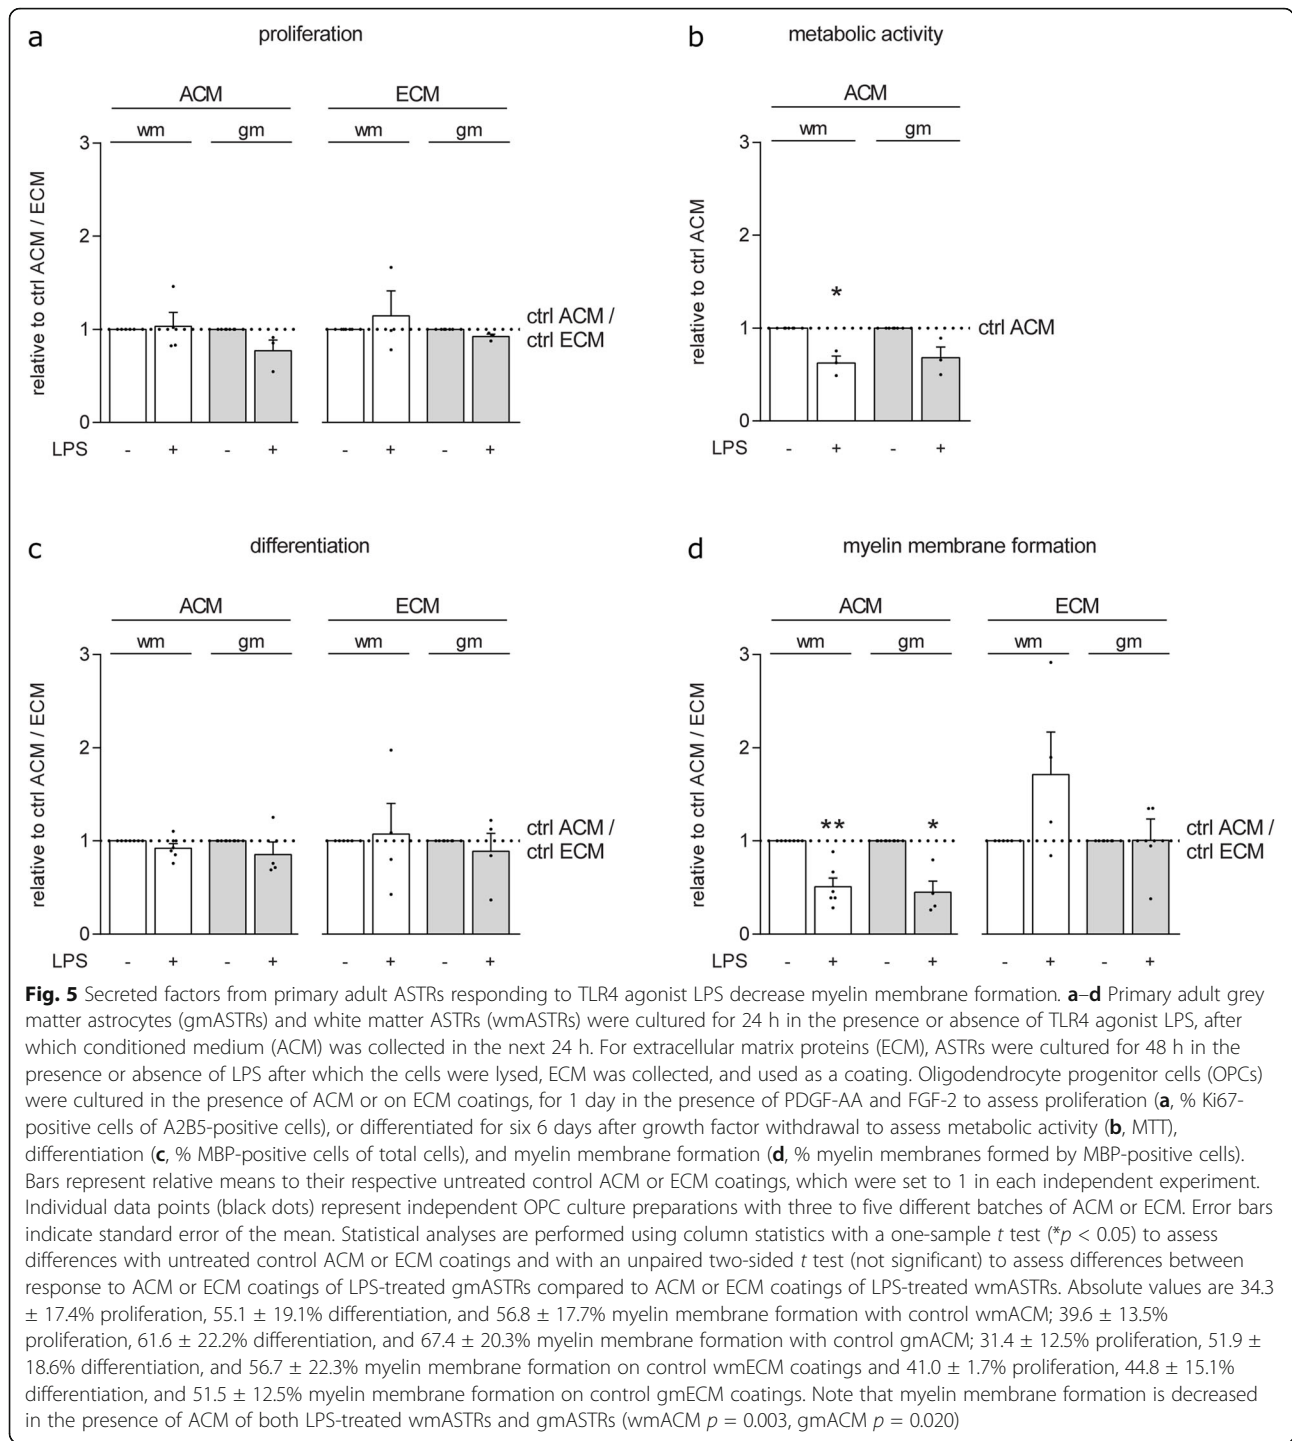 a proliferation
ACM ECM
wm gm wm gm
3
2
1
0
relative to ctrl ACM / ECM
ctrl ACM /
ctrl ECM
LPS - + - + - + - +
b metabolic activity
ACM
wm gm
3
2
1
0
relative to ctrl ACM
*
ctrl ACM
LPS - + - +
c differentiation
ACM ECM
wm gm wm gm
3
2
1
0
relative to ctrl ACM / ECM
ctrl ACM /
ctrl ECM
LPS - + - + - + - +
d myelin membrane formation
ACM ECM
wm gm wm gm
3
2
1
0
relative to ctrl ACM / ECM
** *
ctrl ACM /
ctrl ECM
LPS - + - + - + - +
Fig. 5 Secreted factors from primary adult ASTRs responding to TLR4 agonist LPS decrease myelin membrane formation. a–d Primary adult grey
matter astrocytes (gmASTRs) and white matter ASTRs (wmASTRs) were cultured for 24 h in the presence or absence of TLR4 agonist LPS, after
which conditioned medium (ACM) was collected in the next 24 h. For extracellular matrix proteins (ECM), ASTRs were cultured for 48 h in the
presence or absence of LPS after which the cells were lysed, ECM was collected, and used as a coating. Oligodendrocyte progenitor cells (OPCs)
were cultured in the presence of ACM or on ECM coatings, for 1 day in the presence of PDGF-AA and FGF-2 to assess proliferation (a, % Ki67-
positive cells of A2B5-positive cells), or differentiated for six 6 days after growth factor withdrawal to assess metabolic activity (b, MTT),
differentiation (c, % MBP-positive cells of total cells), and myelin membrane formation (d, % myelin membranes formed by MBP-positive cells).
Bars represent relative means to their respective untreated control ACM or ECM coatings, which were set to 1 in each independent experiment.
Individual data points (black dots) represent independent OPC culture preparations with three to five different batches of ACM or ECM. Error bars
indicate standard error of the mean. Statistical analyses are performed using column statistics with a one-sample t test (*p < 0.05) to assess
differences with untreated control ACM or ECM coatings and with an unpaired two-sided t test (not significant) to assess differences between
response to ACM or ECM coatings of LPS-treated gmASTRs compared to ACM or ECM coatings of LPS-treated wmASTRs. Absolute values are 34.3
± 17.4% proliferation, 55.1 ± 19.1% differentiation, and 56.8 ± 17.7% myelin membrane formation with control wmACM; 39.6 ± 13.5%
proliferation, 61.6 ± 22.2% differentiation, and 67.4 ± 20.3% myelin membrane formation with control gmACM; 31.4 ± 12.5% proliferation, 51.9 ±
18.6% differentiation, and 56.7 ± 22.3% myelin membrane formation on control wmECM coatings and 41.0 ± 1.7% proliferation, 44.8 ± 15.1%
differentiation, and 51.5 ± 12.5% myelin membrane formation on control gmECM coatings. Note that myelin membrane formation is decreased
in the presence of ACM of both LPS-treated wmASTRs and gmASTRs (wmACM p = 0.003, gmACM p = 0.020)